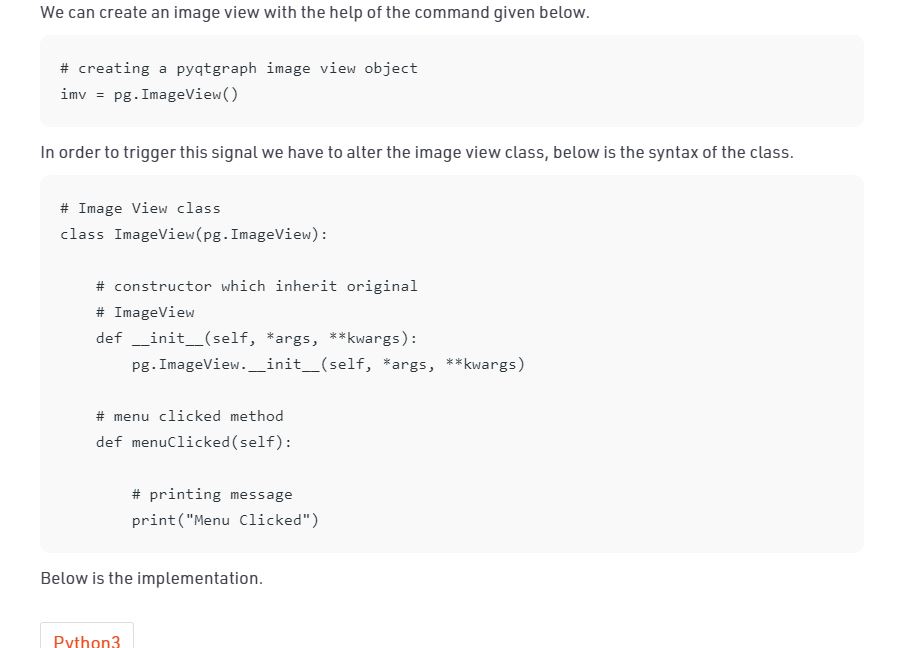 We can create an image view with the help of the command given below.
# creating a pyqtgraph image view object
imv = pg.ImageView()
In order to trigger this signal we have to alter the image view class, below is the syntax of the class.
# Image View class
class ImageView(pg.ImageView):
# constructor which inherit original
# ImageView
def __init__(self, *args, **kwargs):
pg.ImageView.__init__(self, *args, **kwargs)
# menu clicked method
def menuClicked(self):
# printing message
print("Menu Clicked")
Below is the implementation.
Python3